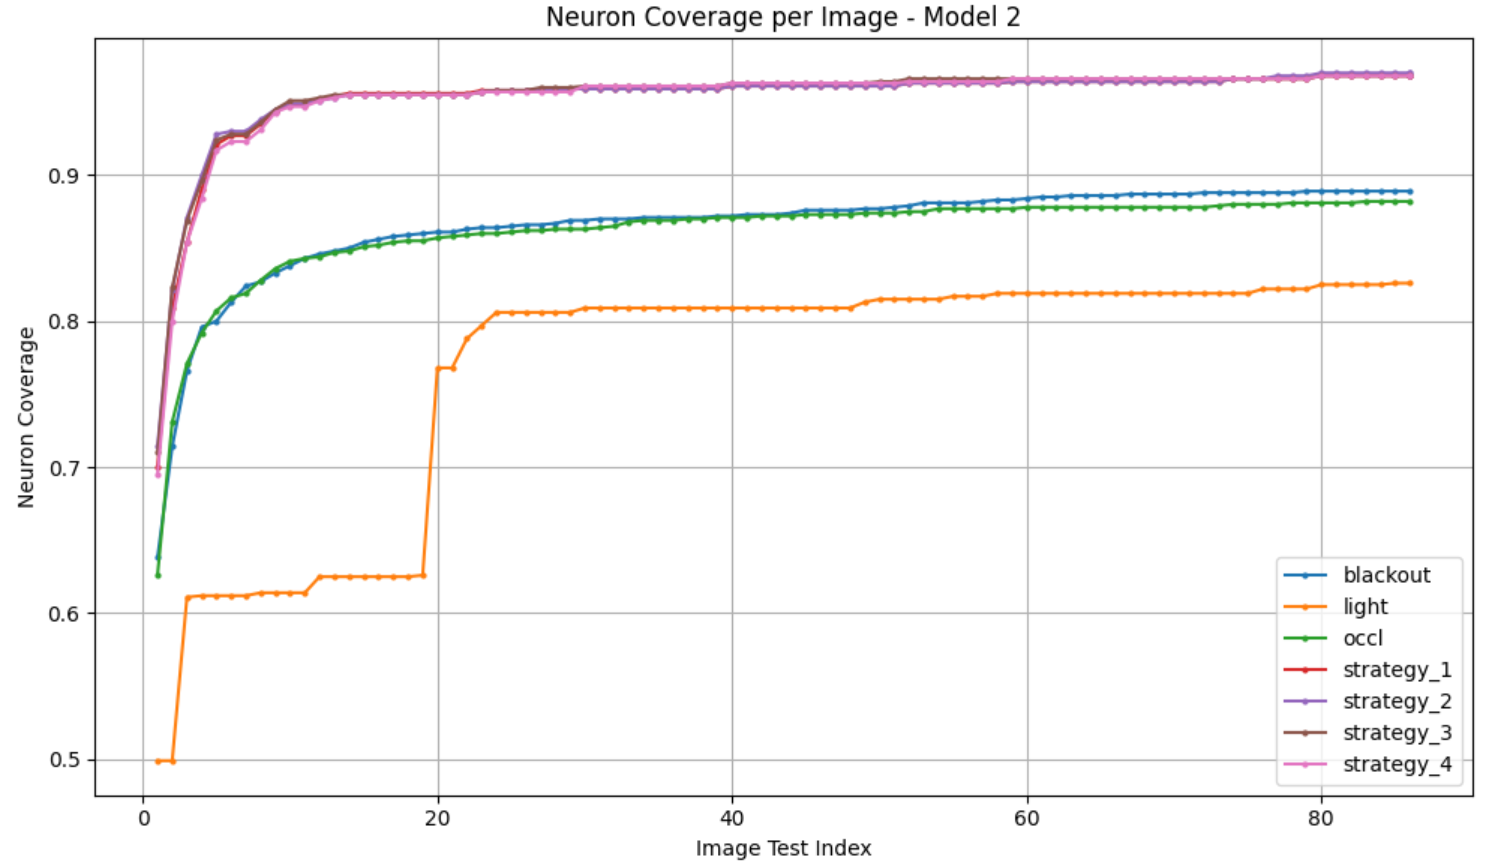 Neuron Coverage per Image - Model 2
Neuron Coverage
0.9
0.8
0.7
0.6
0.5
0
20
40
60
80
Image Test Index
blackout
light
occl
strategy_1
strategy_2
strategy_3
strategy_4